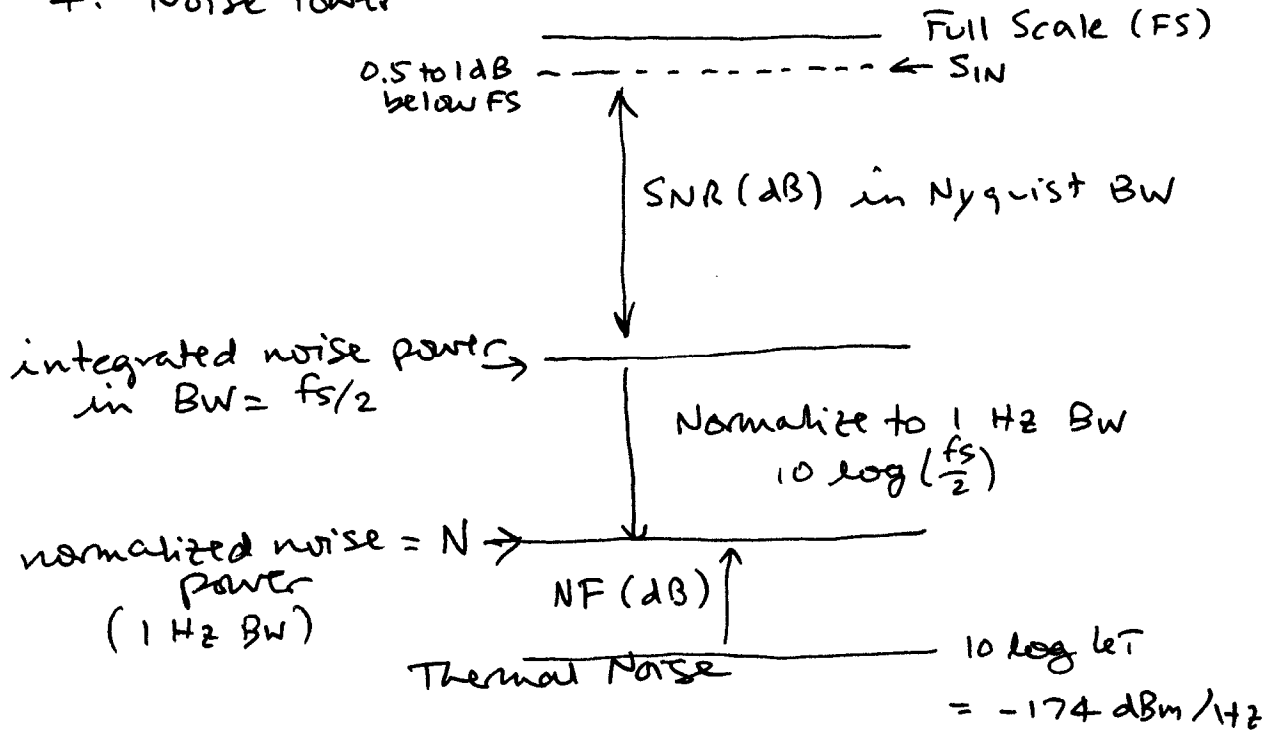 4. Noise Power
Full Scale (FS)
0.5 to 1 dB
below FS
← SIN
SNR (dB) in Nyquist BW
integrated noise power →
in BW = fs/2
Normalize to 1 Hz BW
10 log (fs/2)
normalized noise = N →
power
(1 Hz BW)
NF (dB)
Thermal Noise
10 log kT
= -174 dBm/Hz